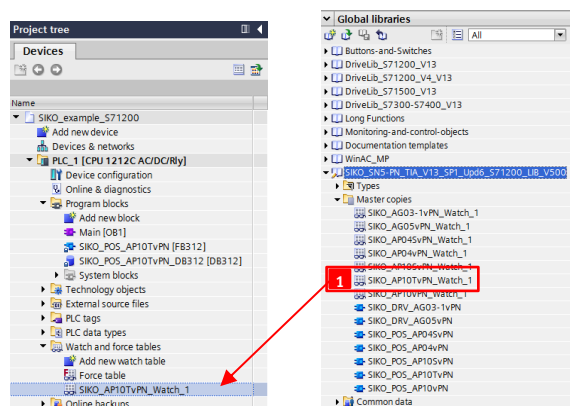 Project tree
Devices
Name
SIKO_example_S71200
Add new device
Devices & networks
PLC_1 [CPU 1212C AC/DC/Rly]
Device configuration
Online & diagnostics
Program blocks
Add new block
Main [OB1]
SIKO_POS_AP10TvPN [FB312]
SIKO_POS_AP10TvPN_DB312 [DB312]
System blocks
Technology objects
External source files
PLC tags
PLC data types
Watch and force tables
Add new watch table
Force table
SIKO_AP10TvPN_Watch_1
Online backups
Global libraries
All
Buttons-and-Switches
DriveLib_S71200_V13
DriveLib_S71200_V4_V13
DriveLib_S71500_V13
DriveLib_S7300-S7400_V13
Long Functions
Monitoring-and-control-objects
Documentation templates
WinAC_MP
SIKO_SN5-PN_TIA_V13_SP1_Upd6_S71200_LIB_V500
Types
Master copies
SIKO_AG03-1vPN_Watch_1
SIKO_AG05vPN_Watch_1
SIKO_AP04SvPN_Watch_1
SIKO_AP04vPN_Watch_1
SIKO_AP10SvPN_Watch_1
1 SIKO_AP10TvPN_Watch_1
SIKO_AP10vPN_Watch_1
SIKO_DRV_AG03-1vPN
SIKO_DRV_AG05vPN
SIKO_POS_AP04SvPN
SIKO_POS_AP04vPN
SIKO_POS_AP10SvPN
SIKO_POS_AP10TvPN
SIKO_POS_AP10vPN
Common data